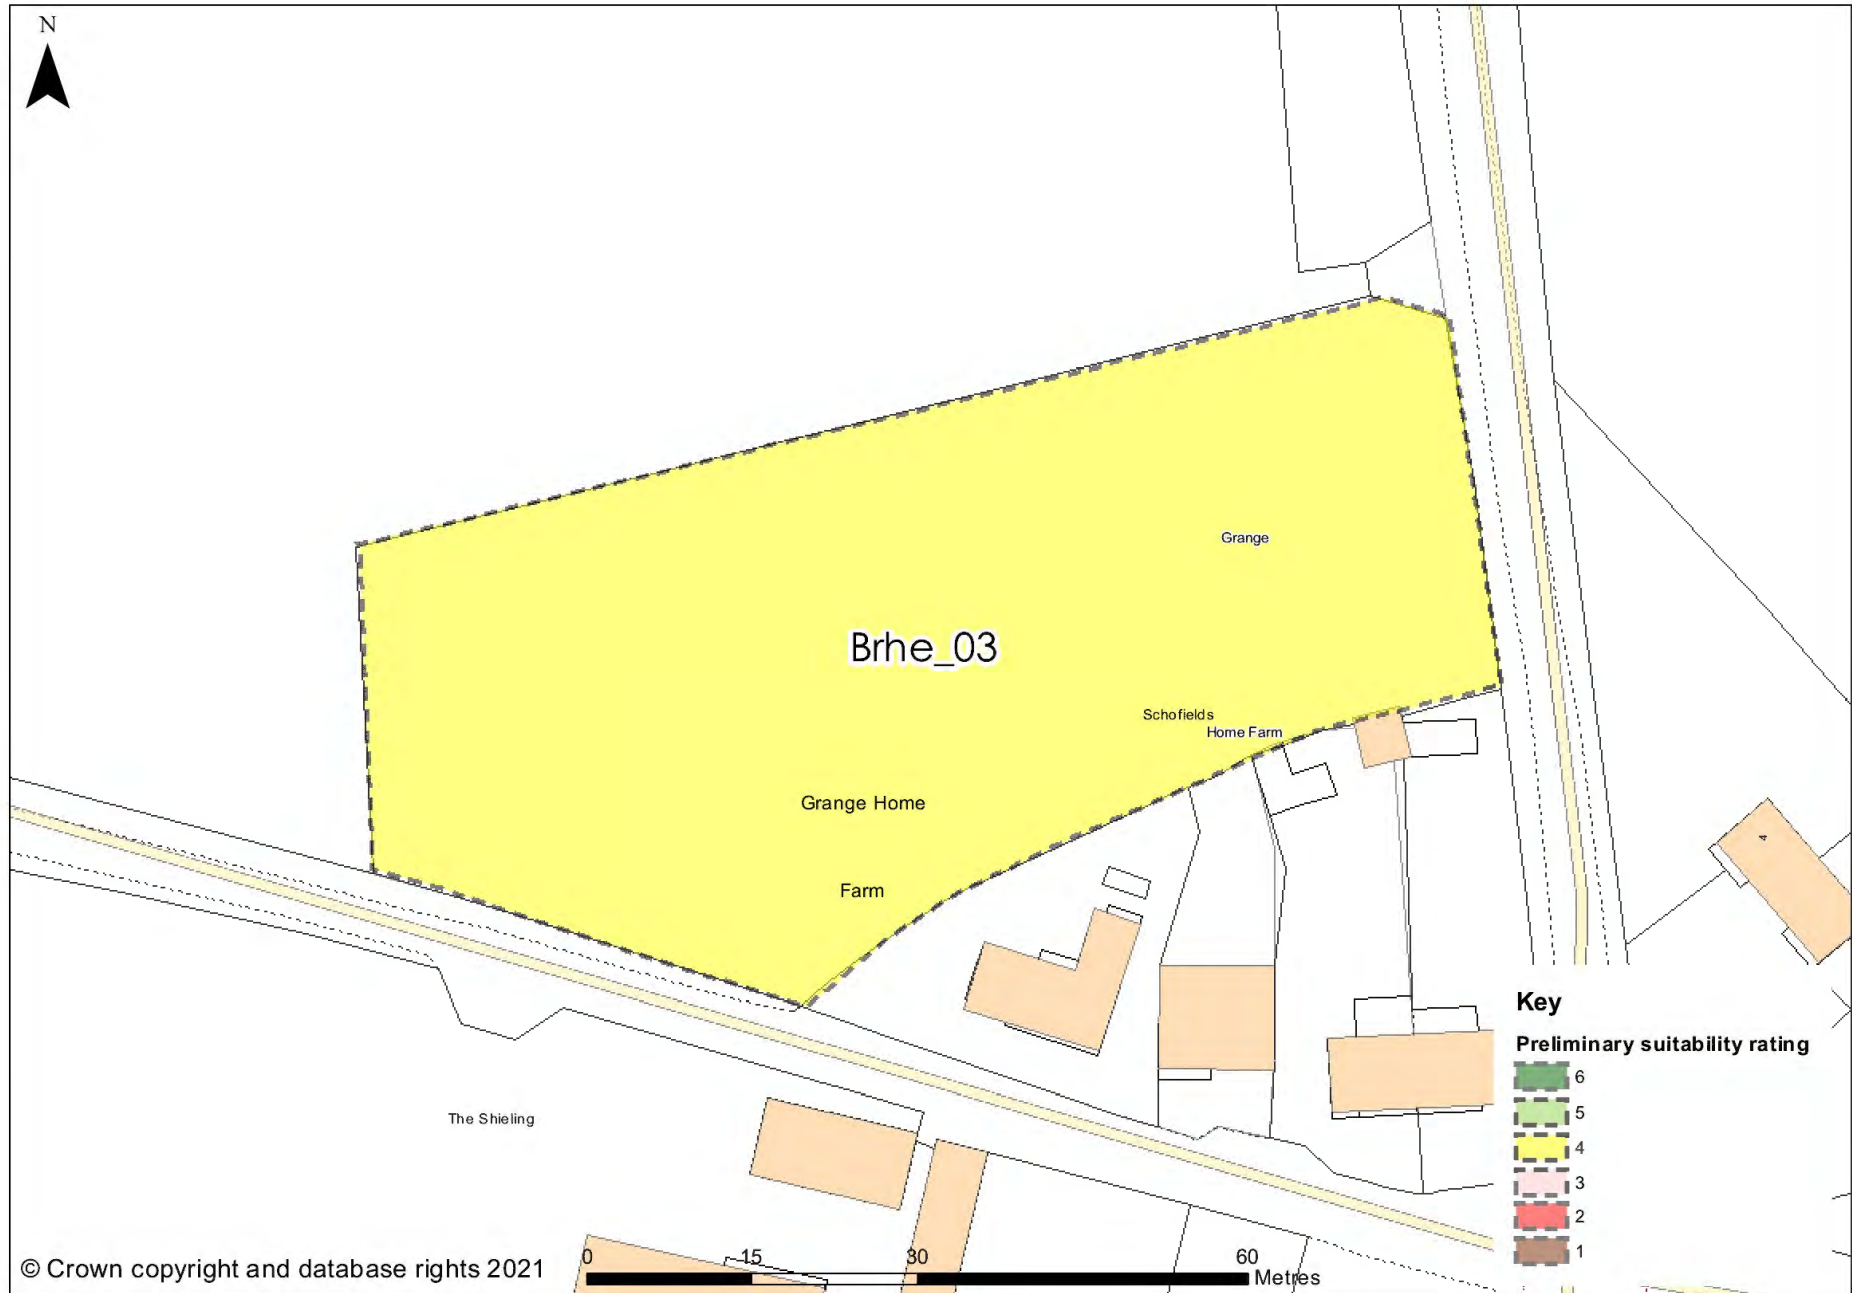 N
Grange
Brhe_03
Schofields
Home Farm
Grange Home
Farm
4
The Shieling
Key
Preliminary suitability rating
6
5
4
3
2
1
0 15 30 60
Metres
© Crown copyright and database rights 2021